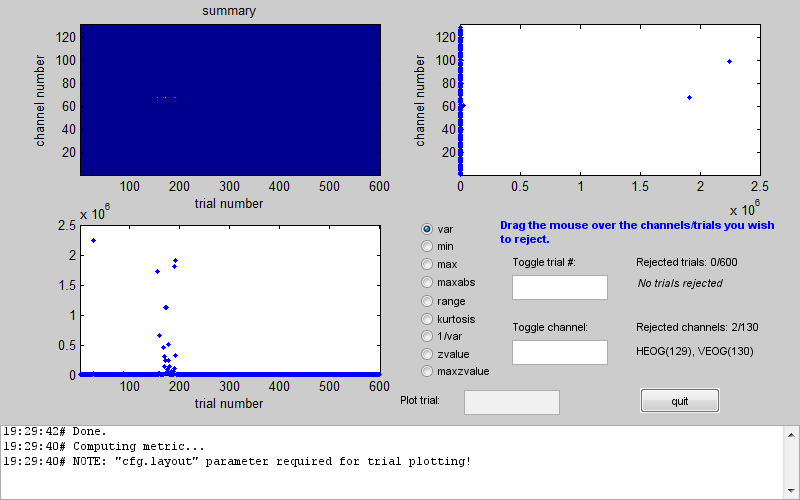 summary
120
100
80
60
40
20
channel number
100 200 300 400 500 600
trial number
120
100
80
60
40
20
channel number
0 0.5 1 1.5 2 2.5
x 10^6
x 10^6
2.5
2
1.5
1
0.5
0
100 200 300 400 500 600
trial number
var
min
max
maxabs
range
kurtosis
1/var
zvalue
maxzvalue
Drag the mouse over the channels/trials you wish
to reject.
Toggle trial #:
Rejected trials: 0/600
No trials rejected
Toggle channel:
Rejected channels: 2/130
HEOG(129), VEOG(130)
Plot trial:
quit
19:29:42# Done.
19:29:40# Computing metric...
19:29:40# NOTE: "cfg.layout" parameter required for trial plotting!